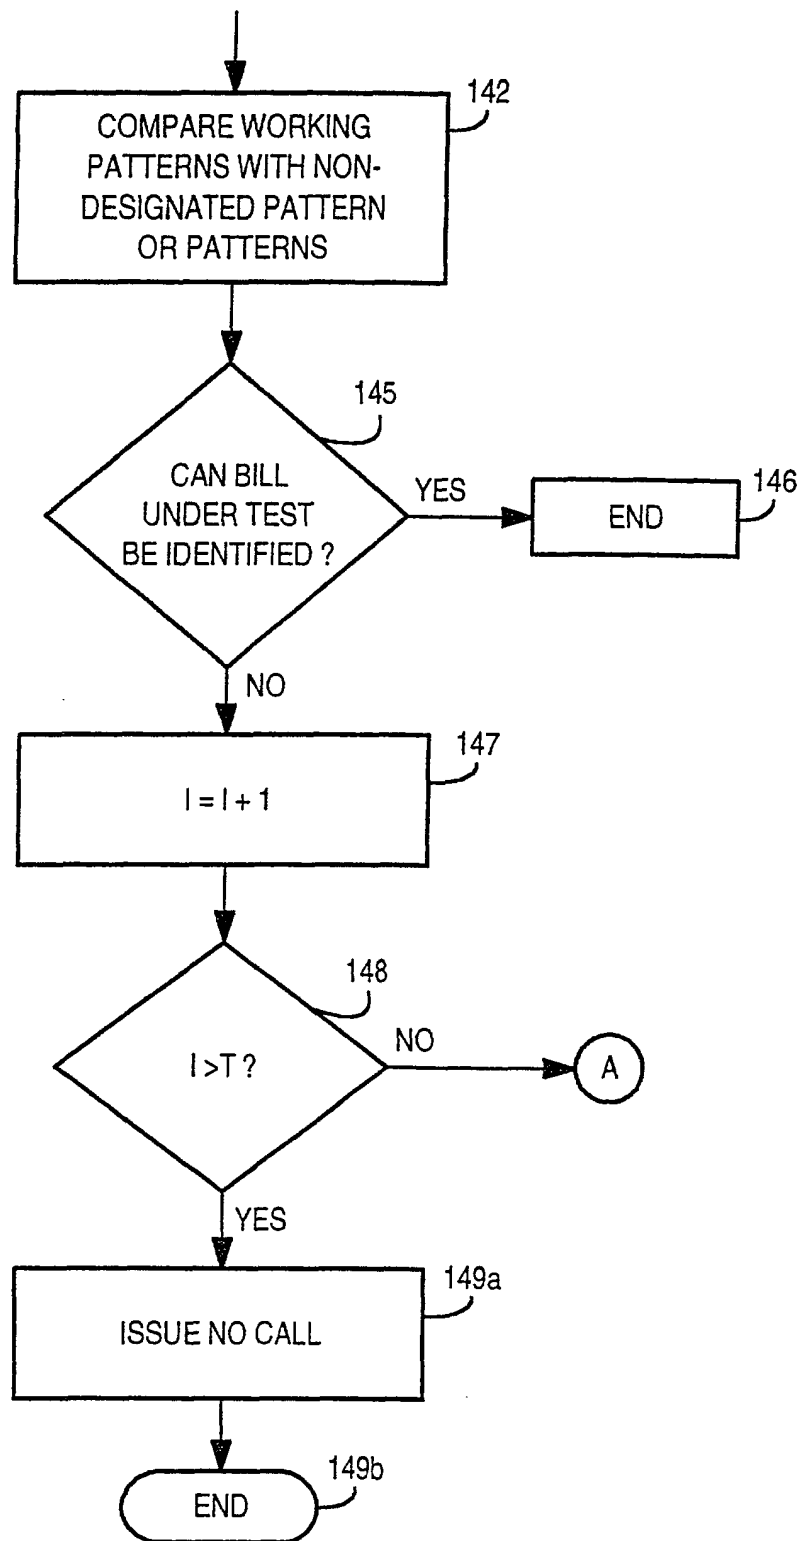 142
COMPARE WORKING
PATTERNS WITH NON-
DESIGNATED PATTERN
OR PATTERNS
145
CAN BILL
UNDER TEST
BE IDENTIFIED ?
YES
END
146
NO
147
I = I + 1
148
I >T ?
NO
A
YES
149a
ISSUE NO CALL
149b
END